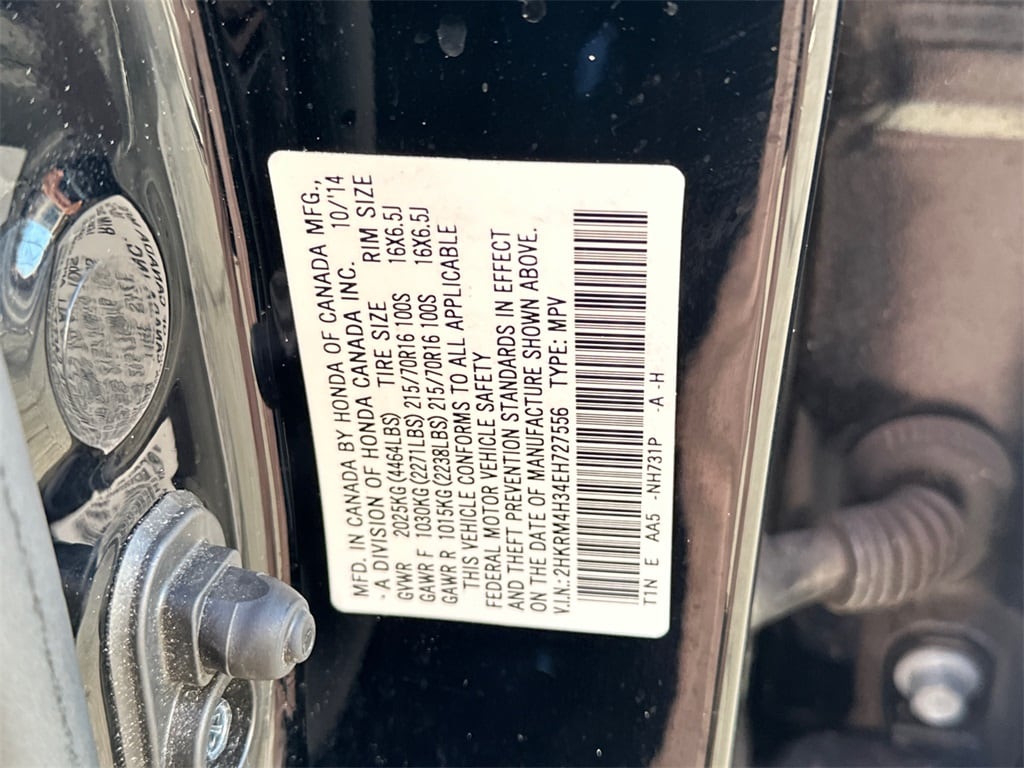 MFD. IN CANADA BY HONDA OF CANADA MFG.,
-A DIVISION OF HONDA CANADA INC. 10/'14
GVWR 2025KG (4464LBS) TIRE SIZE RIM SIZE
GAWR F 1030KG (2271LBS) 215/70R16 100S 16X6.5J
GAWR R 1015KG (2238LBS) 215/70R16 100S 16X6.5J
THIS VEHICLE CONFORMS TO ALL APPLICABLE
FEDERAL MOTOR VEHICLE SAFETY
AND THEFT PREVENTION STANDARDS IN EFFECT
ON THE DATE OF MANUFACTURE SHOWN ABOVE.
V.I.N.: 2HKRM4H34EH727556 TYPE: MPV
T1N E AA5 -NH731P -A -H